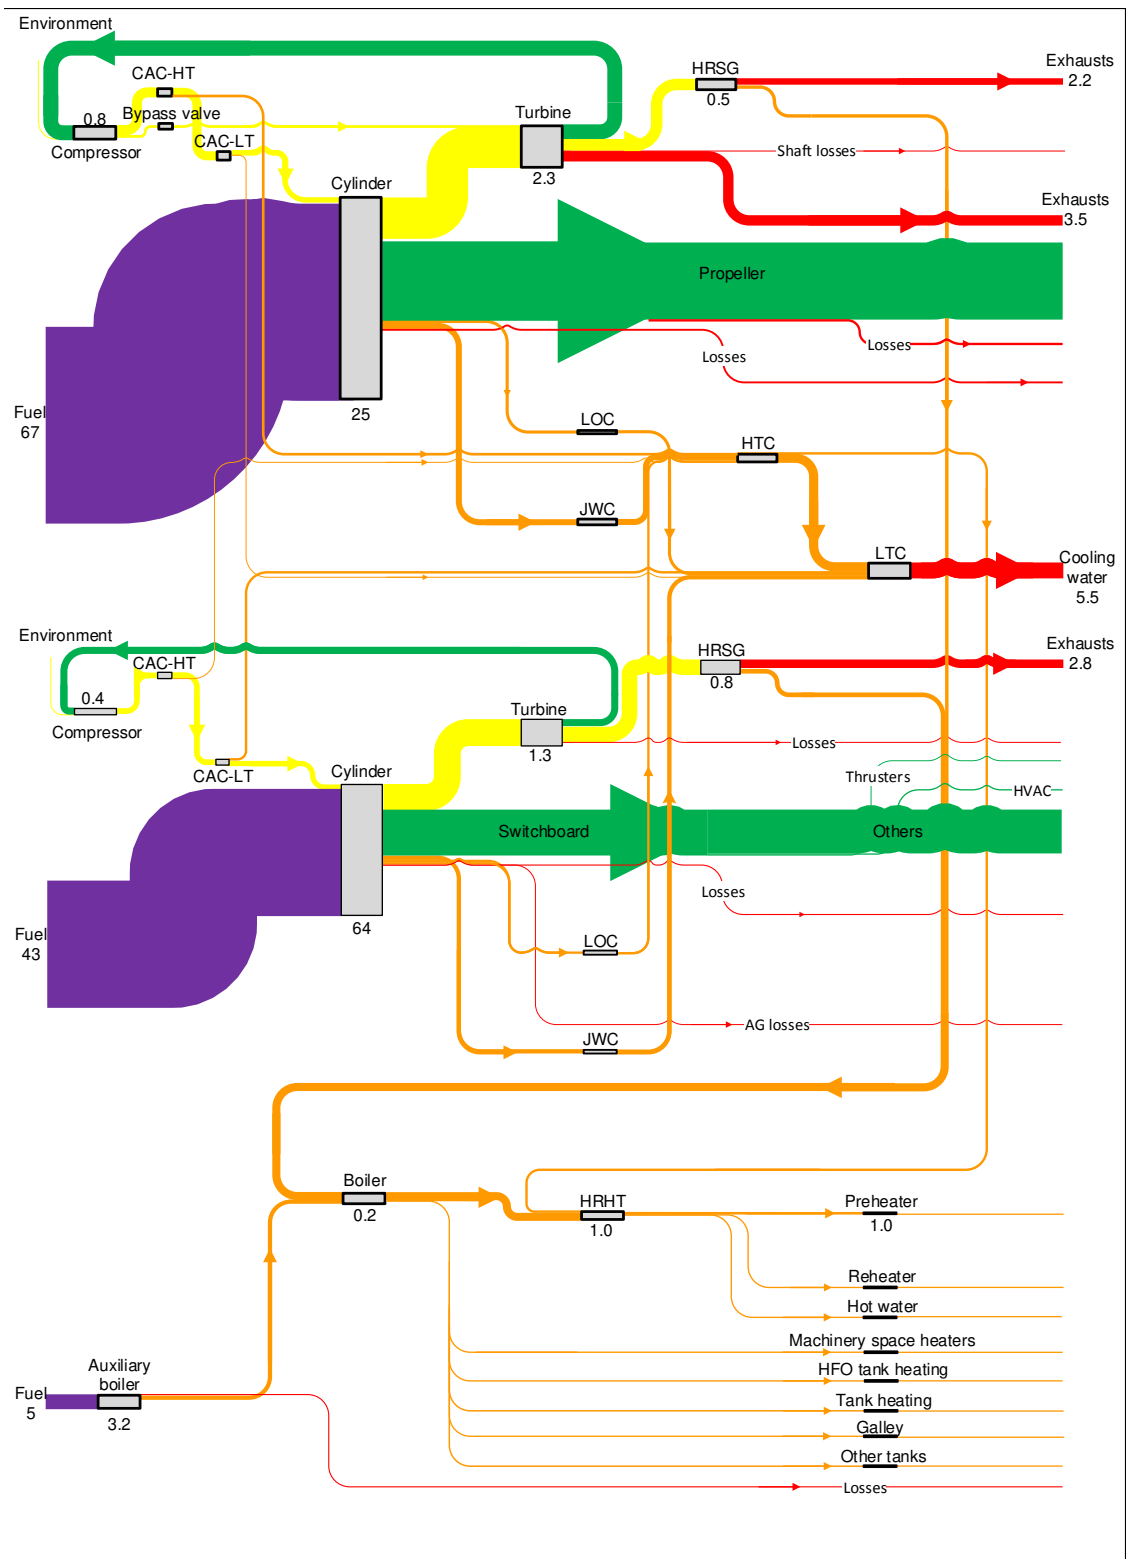 Environment
CAC-HT
HRSG
Exhausts
2.2
0.5
0.8
Bypass valve
Turbine
Compressor
CAC-LT
Shaft losses
2.3
Cylinder
Exhausts
3.5
Propeller
Losses
Losses
Fuel
67
25
LOC
HTC
JWC
LTC
Cooling
water
5.5
Environment
CAC-HT
HRSG
Exhausts
2.8
0.8
0.4
Compressor
Turbine
1.3
Losses
CAC-LT
Cylinder
Thrusters
HVAC
Switchboard
Others
Losses
Fuel
43
64
LOC
AG losses
JWC
Boiler
0.2
HRHT
1.0
Preheater
1.0
Reheater
Hot water
Machinery space heaters
HFO tank heating
Auxiliary
boiler
Fuel
5
3.2
Tank heating
Galley
Other tanks
Losses